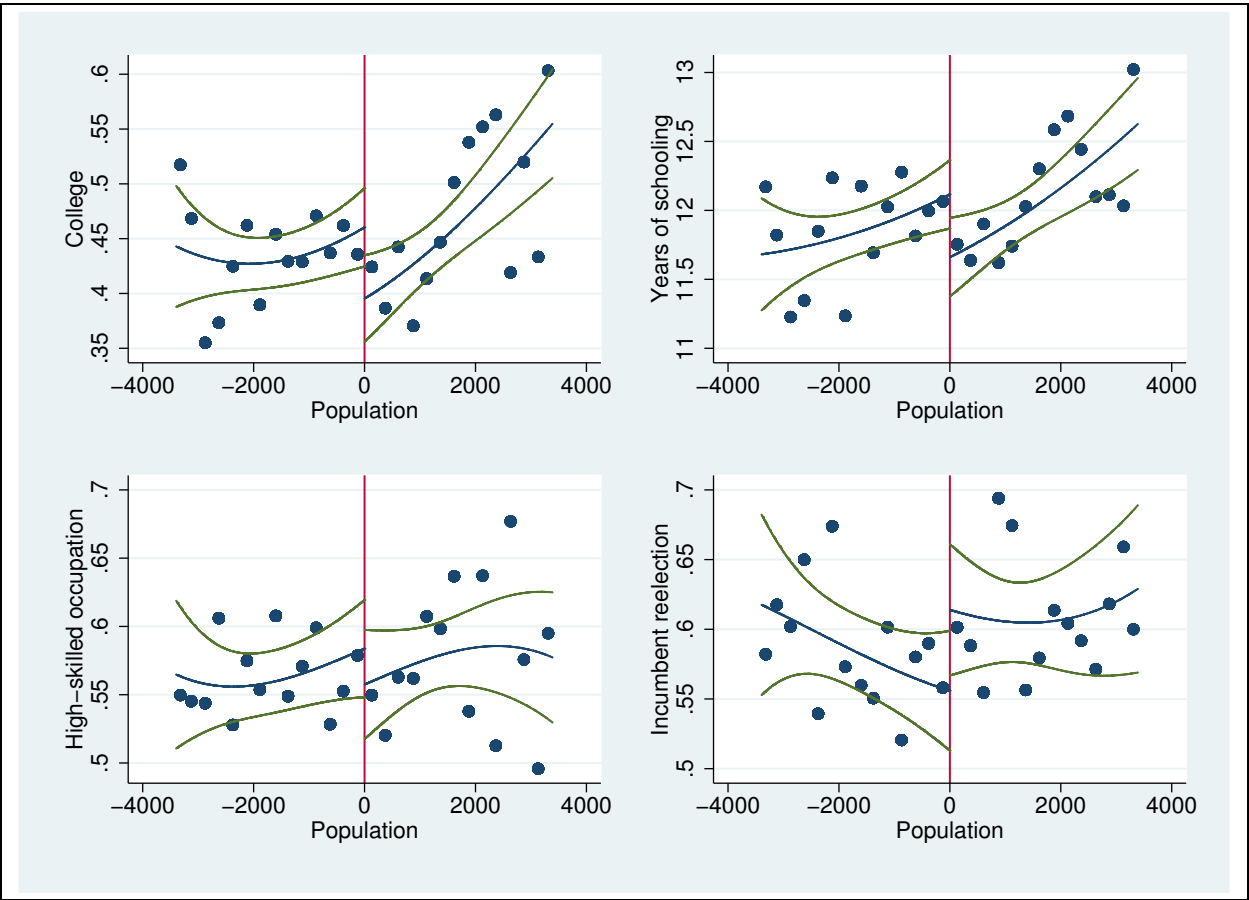 .35 .4 .45 .5 .55 .6
College
−4000 −2000 0 2000 4000
Population
11 11.5 12 12.5 13
Years of schooling
−4000 −2000 0 2000 4000
Population
.5 .55 .6 .65 .7
High−skilled occupation
−4000 −2000 0 2000 4000
Population
.5 .55 .6 .65 .7
Incumbent reelection
−4000 −2000 0 2000 4000
Population